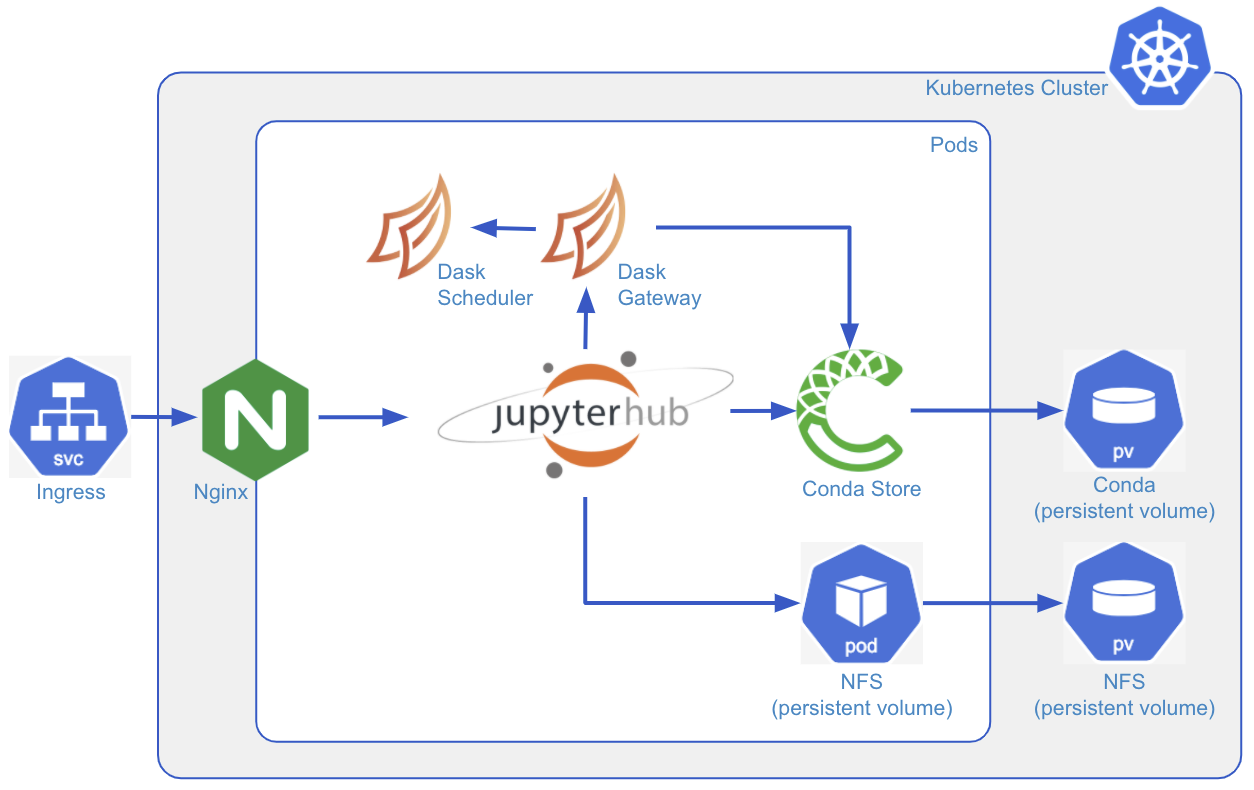 Kubernetes Cluster
Pods
Dask
Scheduler
Dask
Gateway
svc
Ingress
N
Nginx
jupyterhub
Conda Store
pv
Conda
(persistent volume)
pod
NFS
(persistent volume)
pv
NFS
(persistent volume)